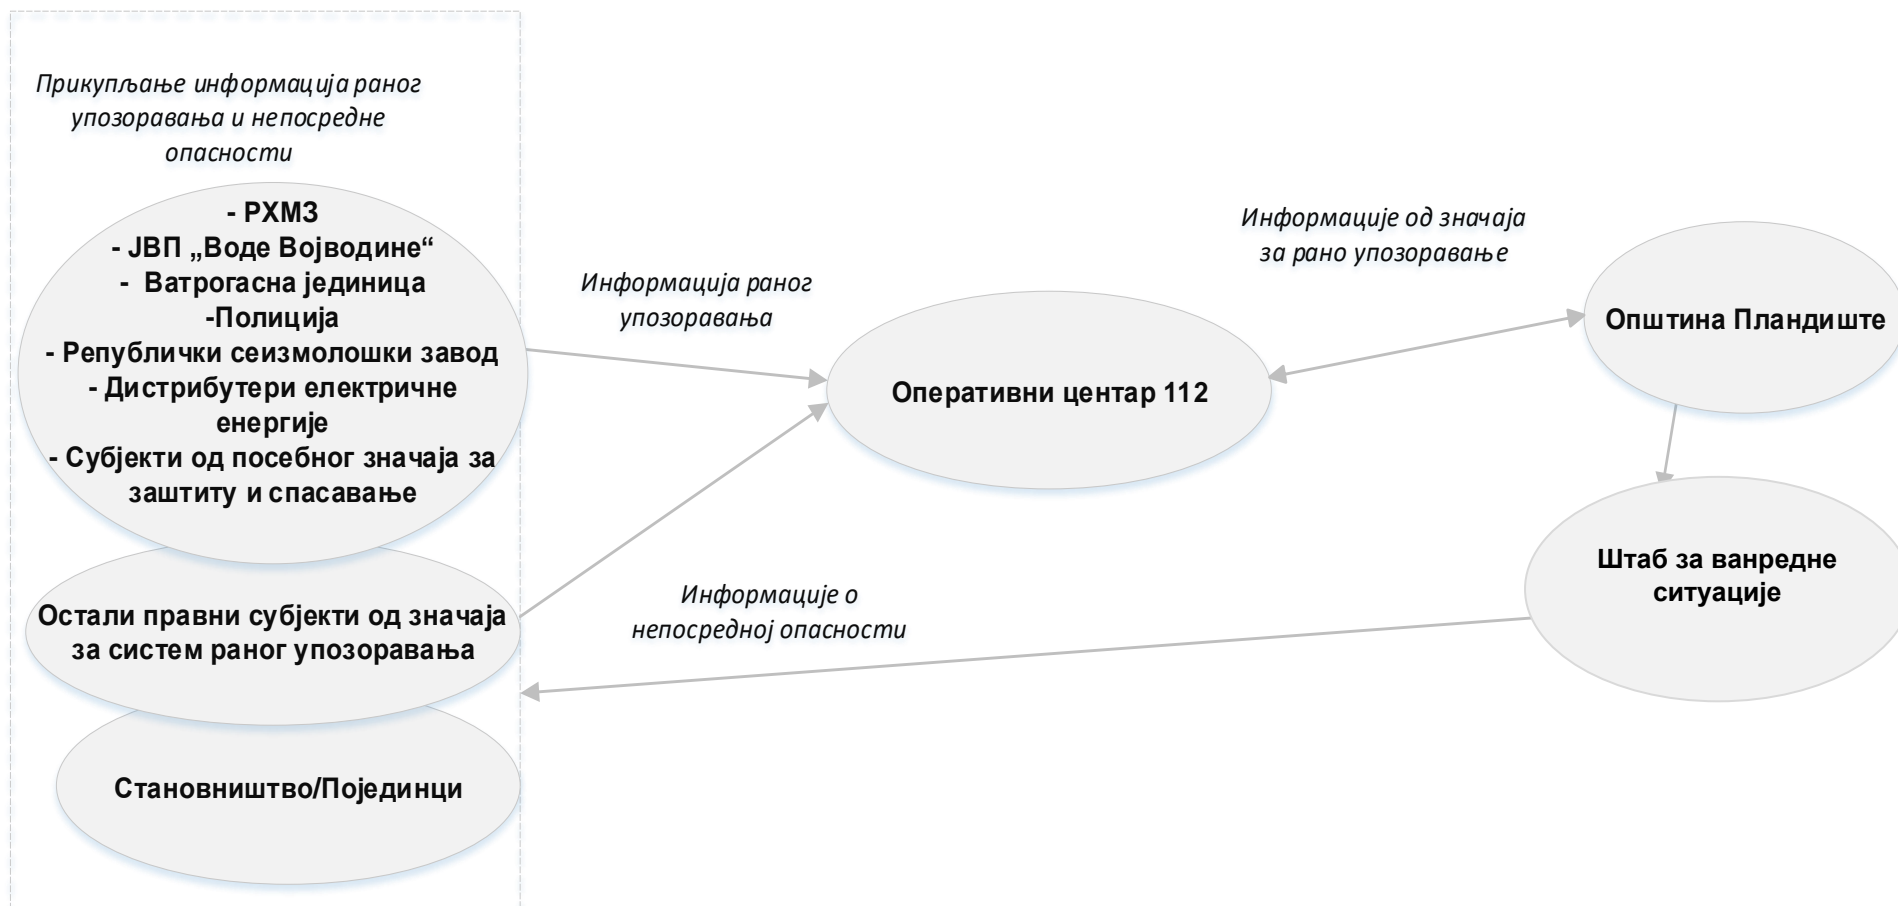 Прикупљање информација раног
упозоравања и непосредне
опасности
- РХМЗ
- ЈВП „Воде Војводине“
- Ватрогасна јединица
-Полиција
- Републички сеизмолошки завод
- Дистрибутери електричне
енергије
- Субјекти од посебног значаја за
заштиту и спасавање
Остали правни субјекти од значаја
за систем раног упозоравања
Становништво/Појединци
Информација раног
упозоравања
Оперативни центар 112
Информације од значаја
за рано упозоравање
Општина Пландиште
Штаб за ванредне
ситуације
Информације о
непосредној опасности